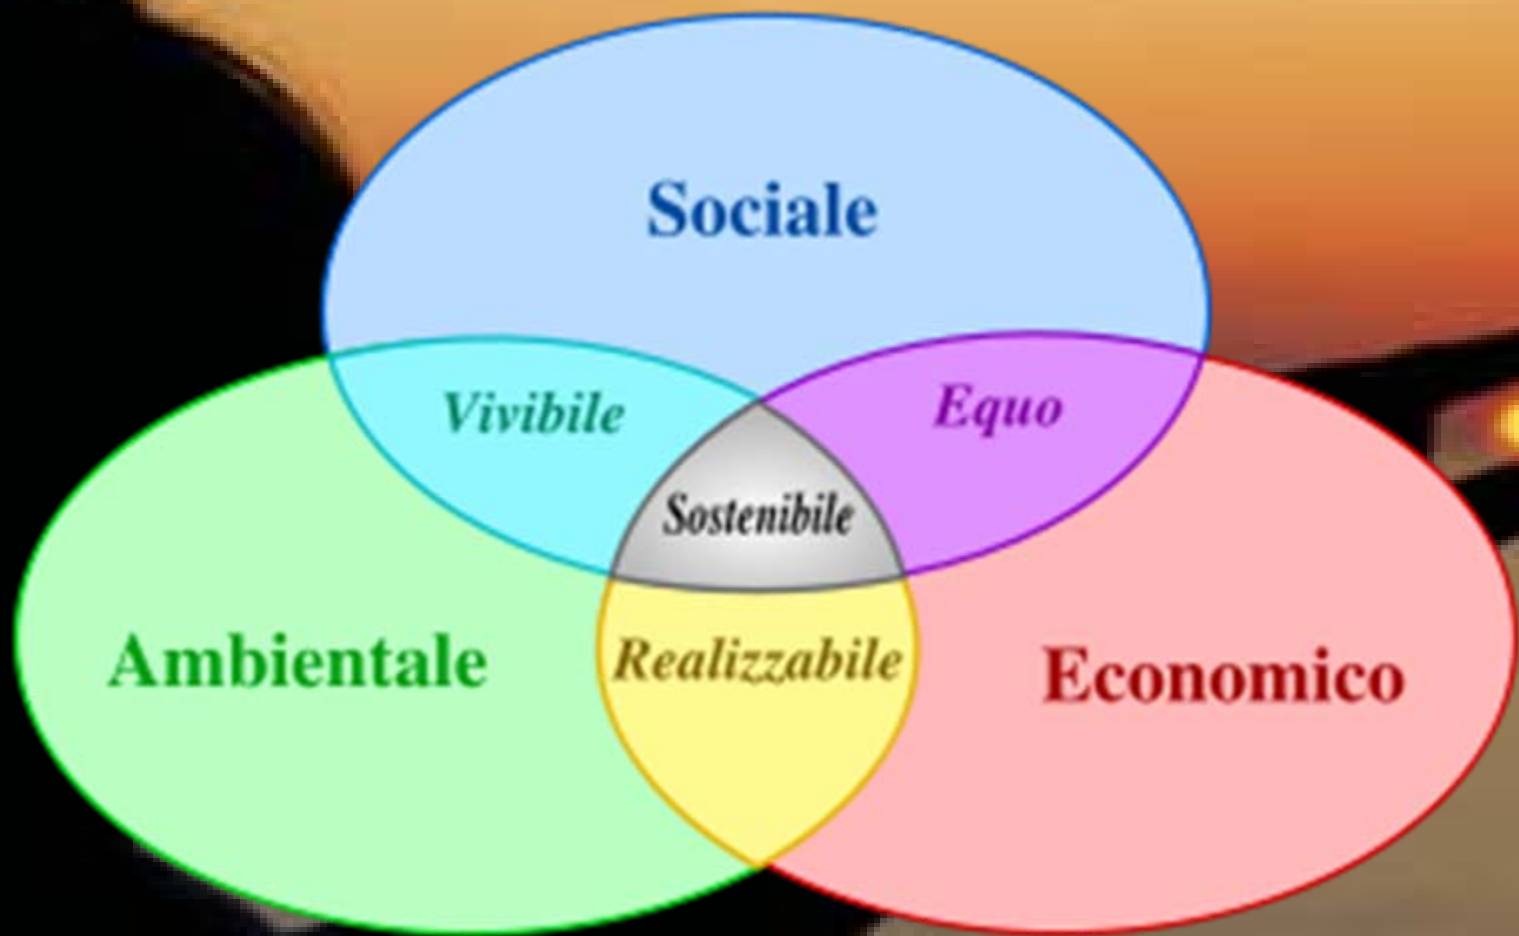 Sociale
Vivibile
Equo
Sostenibile
Ambientale
Realizzabile
Economico